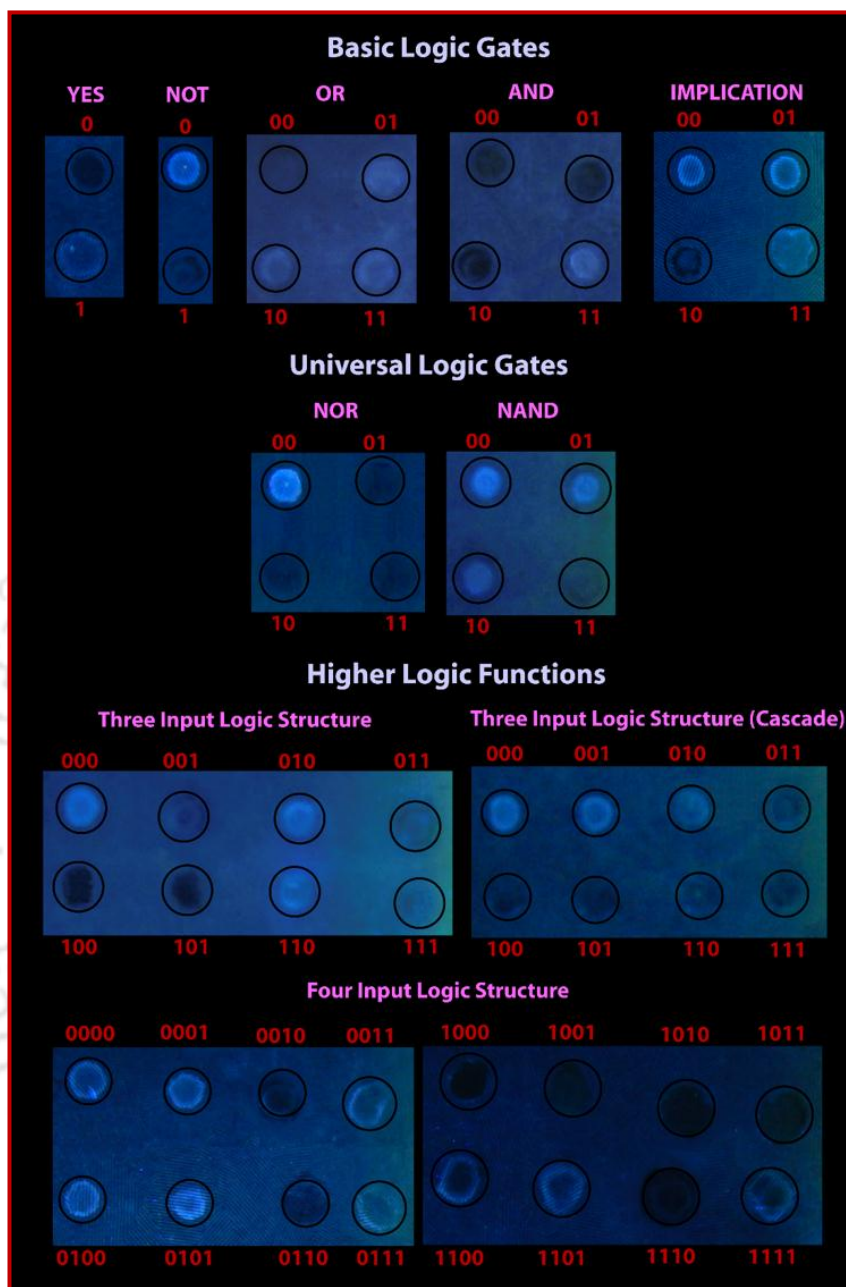 Basic Logic Gates
YES NOT OR AND IMPLICATION
0 0 00 01 00 01 00 01
1 1 10 11 10 11 10 11
Universal Logic Gates
NOR NAND
00 01 00 01
10 11 10 11
Higher Logic Functions
Three Input Logic Structure Three Input Logic Structure (Cascade)
000 001 010 011 000 001 010 011
100 101 110 111 100 101 110 111
Four Input Logic Structure
0000 0001 0010 0011 1000 1001 1010 1011
0100 0101 0110 0111 1100 1101 1110 1111